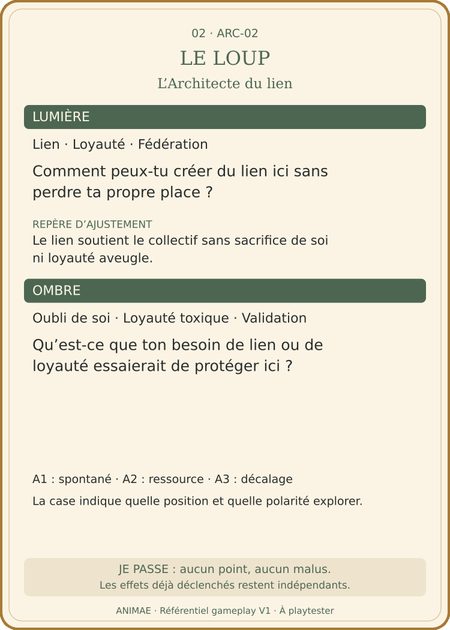 02 · ARC-02
LE LOUP
L’Architecte du lien
LUMIÈRE
Lien · Loyauté · Fédération
Comment peux-tu créer du lien ici sans
perdre ta propre place ?
REPÈRE D’AJUSTEMENT
Le lien soutient le collectif sans sacrifice de soi
ni loyauté aveugle.
OMBRE
Oubli de soi · Loyauté toxique · Validation
Qu’est-ce que ton besoin de lien ou de
loyauté essaierait de protéger ici ?
A1 : spontané · A2 : ressource · A3 : décalage
La case indique quelle position et quelle polarité explorer.
JE PASSE : aucun point, aucun malus.
Les effets déjà déclenchés restent indépendants.
ANIMAE · Référentiel gameplay V1 · À playtester